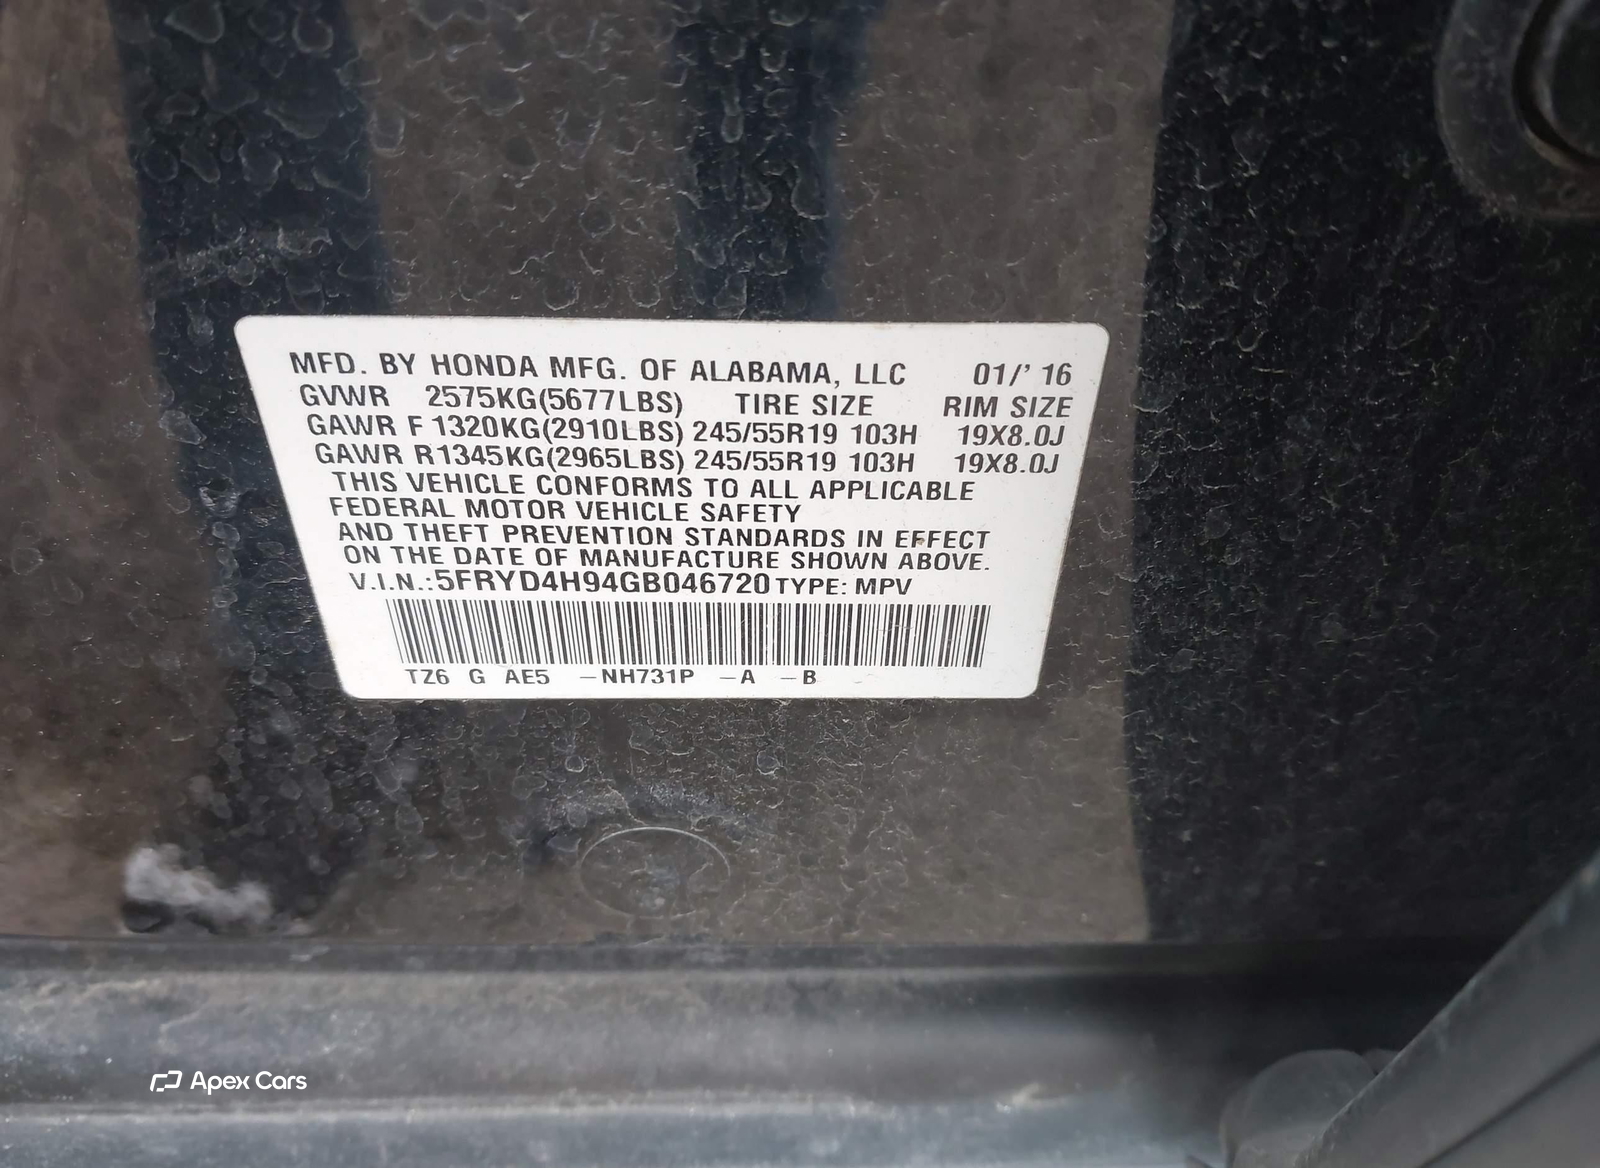 MFD. BY HONDA MFG. OF ALABAMA, LLC 01/' 16
GVWR 2575KG(5677LBS) TIRE SIZE RIM SIZE
GAWR F 1320KG(2910LBS) 245/55R19 103H 19X8.0J
GAWR R1345KG(2965LBS) 245/55R19 103H 19X8.0J
THIS VEHICLE CONFORMS TO ALL APPLICABLE
FEDERAL MOTOR VEHICLE SAFETY
AND THEFT PREVENTION STANDARDS IN EFFECT
ON THE DATE OF MANUFACTURE SHOWN ABOVE.
V.I.N.:5FRYD4H94GB046720 TYPE: MPV
TZ6 G AE5 -NH731P -A -B
Apex Cars